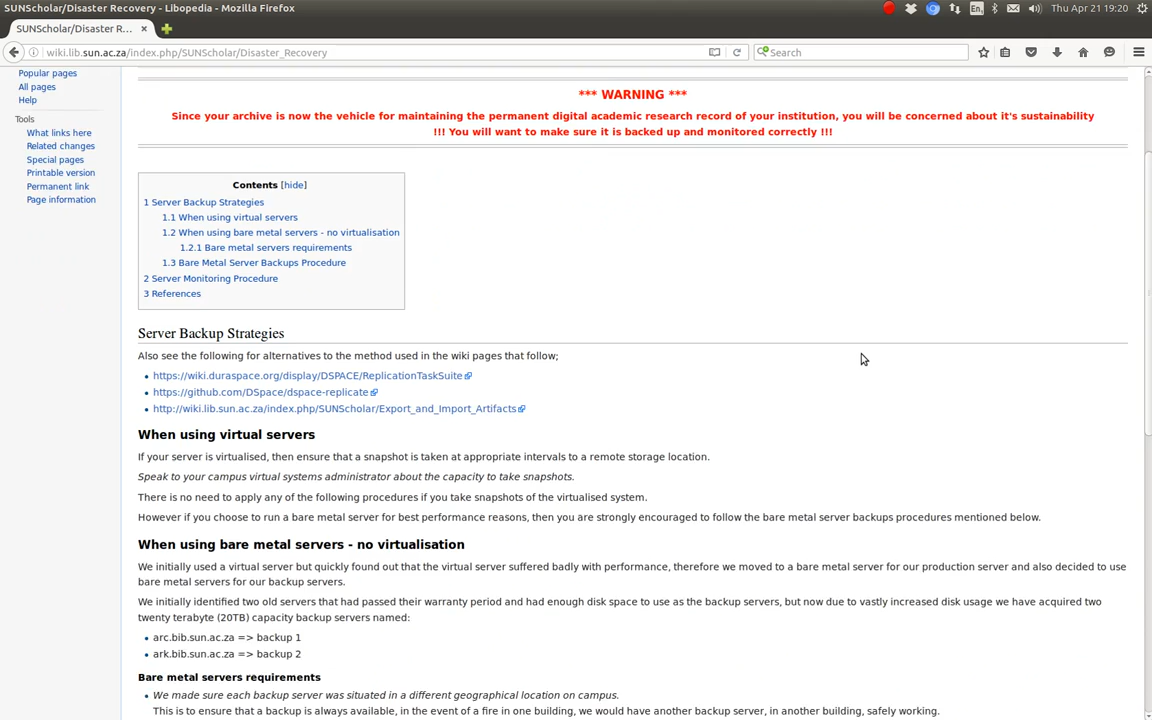 SUNScholar/Disaster Recovery - Libopedia - Mozilla Firefox
En
Thu Apr 21 19:20
SUNScholar/Disaster R...
wiki.lib.sun.ac.za/index.php/SUNScholar/Disaster_Recovery
Search
Popular pages
All pages
Help
Tools
What links here
Related changes
Special pages
Printable version
Permanent link
Page information
*** WARNING ***
Since your archive is now the vehicle for maintaining the permanent digital academic research record of your institution, you will be concerned about it's sustainability
!!! You will want to make sure it is backed up and monitored correctly !!!
Contents [hide]
1 Server Backup Strategies
1.1 When using virtual servers
1.2 When using bare metal servers - no virtualisation
1.2.1 Bare metal servers requirements
1.3 Bare Metal Server Backups Procedure
2 Server Monitoring Procedure
3 References
Server Backup Strategies
Also see the following for alternatives to the method used in the wiki pages that follow;
https://wiki.duraspace.org/display/DSPACE/ReplicationTaskSuite
https://github.com/DSpace/dspace-replicate
http://wiki.lib.sun.ac.za/index.php/SUNScholar/Export_and_Import_Artifacts
When using virtual servers
If your server is virtualised, then ensure that a snapshot is taken at appropriate intervals to a remote storage location.
Speak to your campus virtual systems administrator about the capacity to take snapshots.
There is no need to apply any of the following procedures if you take snapshots of the virtualised system.
However if you choose to run a bare metal server for best performance reasons, then you are strongly encouraged to follow the bare metal server backups procedures mentioned below.
When using bare metal servers - no virtualisation
We initially used a virtual server but quickly found out that the virtual server suffered badly with performance, therefore we moved to a bare metal server for our production server and also decided to use
bare metal servers for our backup servers.
We initially identified two old servers that had passed their warranty period and had enough disk space to use as the backup servers, but now due to vastly increased disk usage we have acquired two
twenty terabyte (20TB) capacity backup servers named:
arc.bib.sun.ac.za => backup 1
ark.bib.sun.ac.za => backup 2
Bare metal servers requirements
We made sure each backup server was situated in a different geographical location on campus.
This is to ensure that a backup is always available, in the event of a fire in one building, we would have another backup server, in another building, safely working.